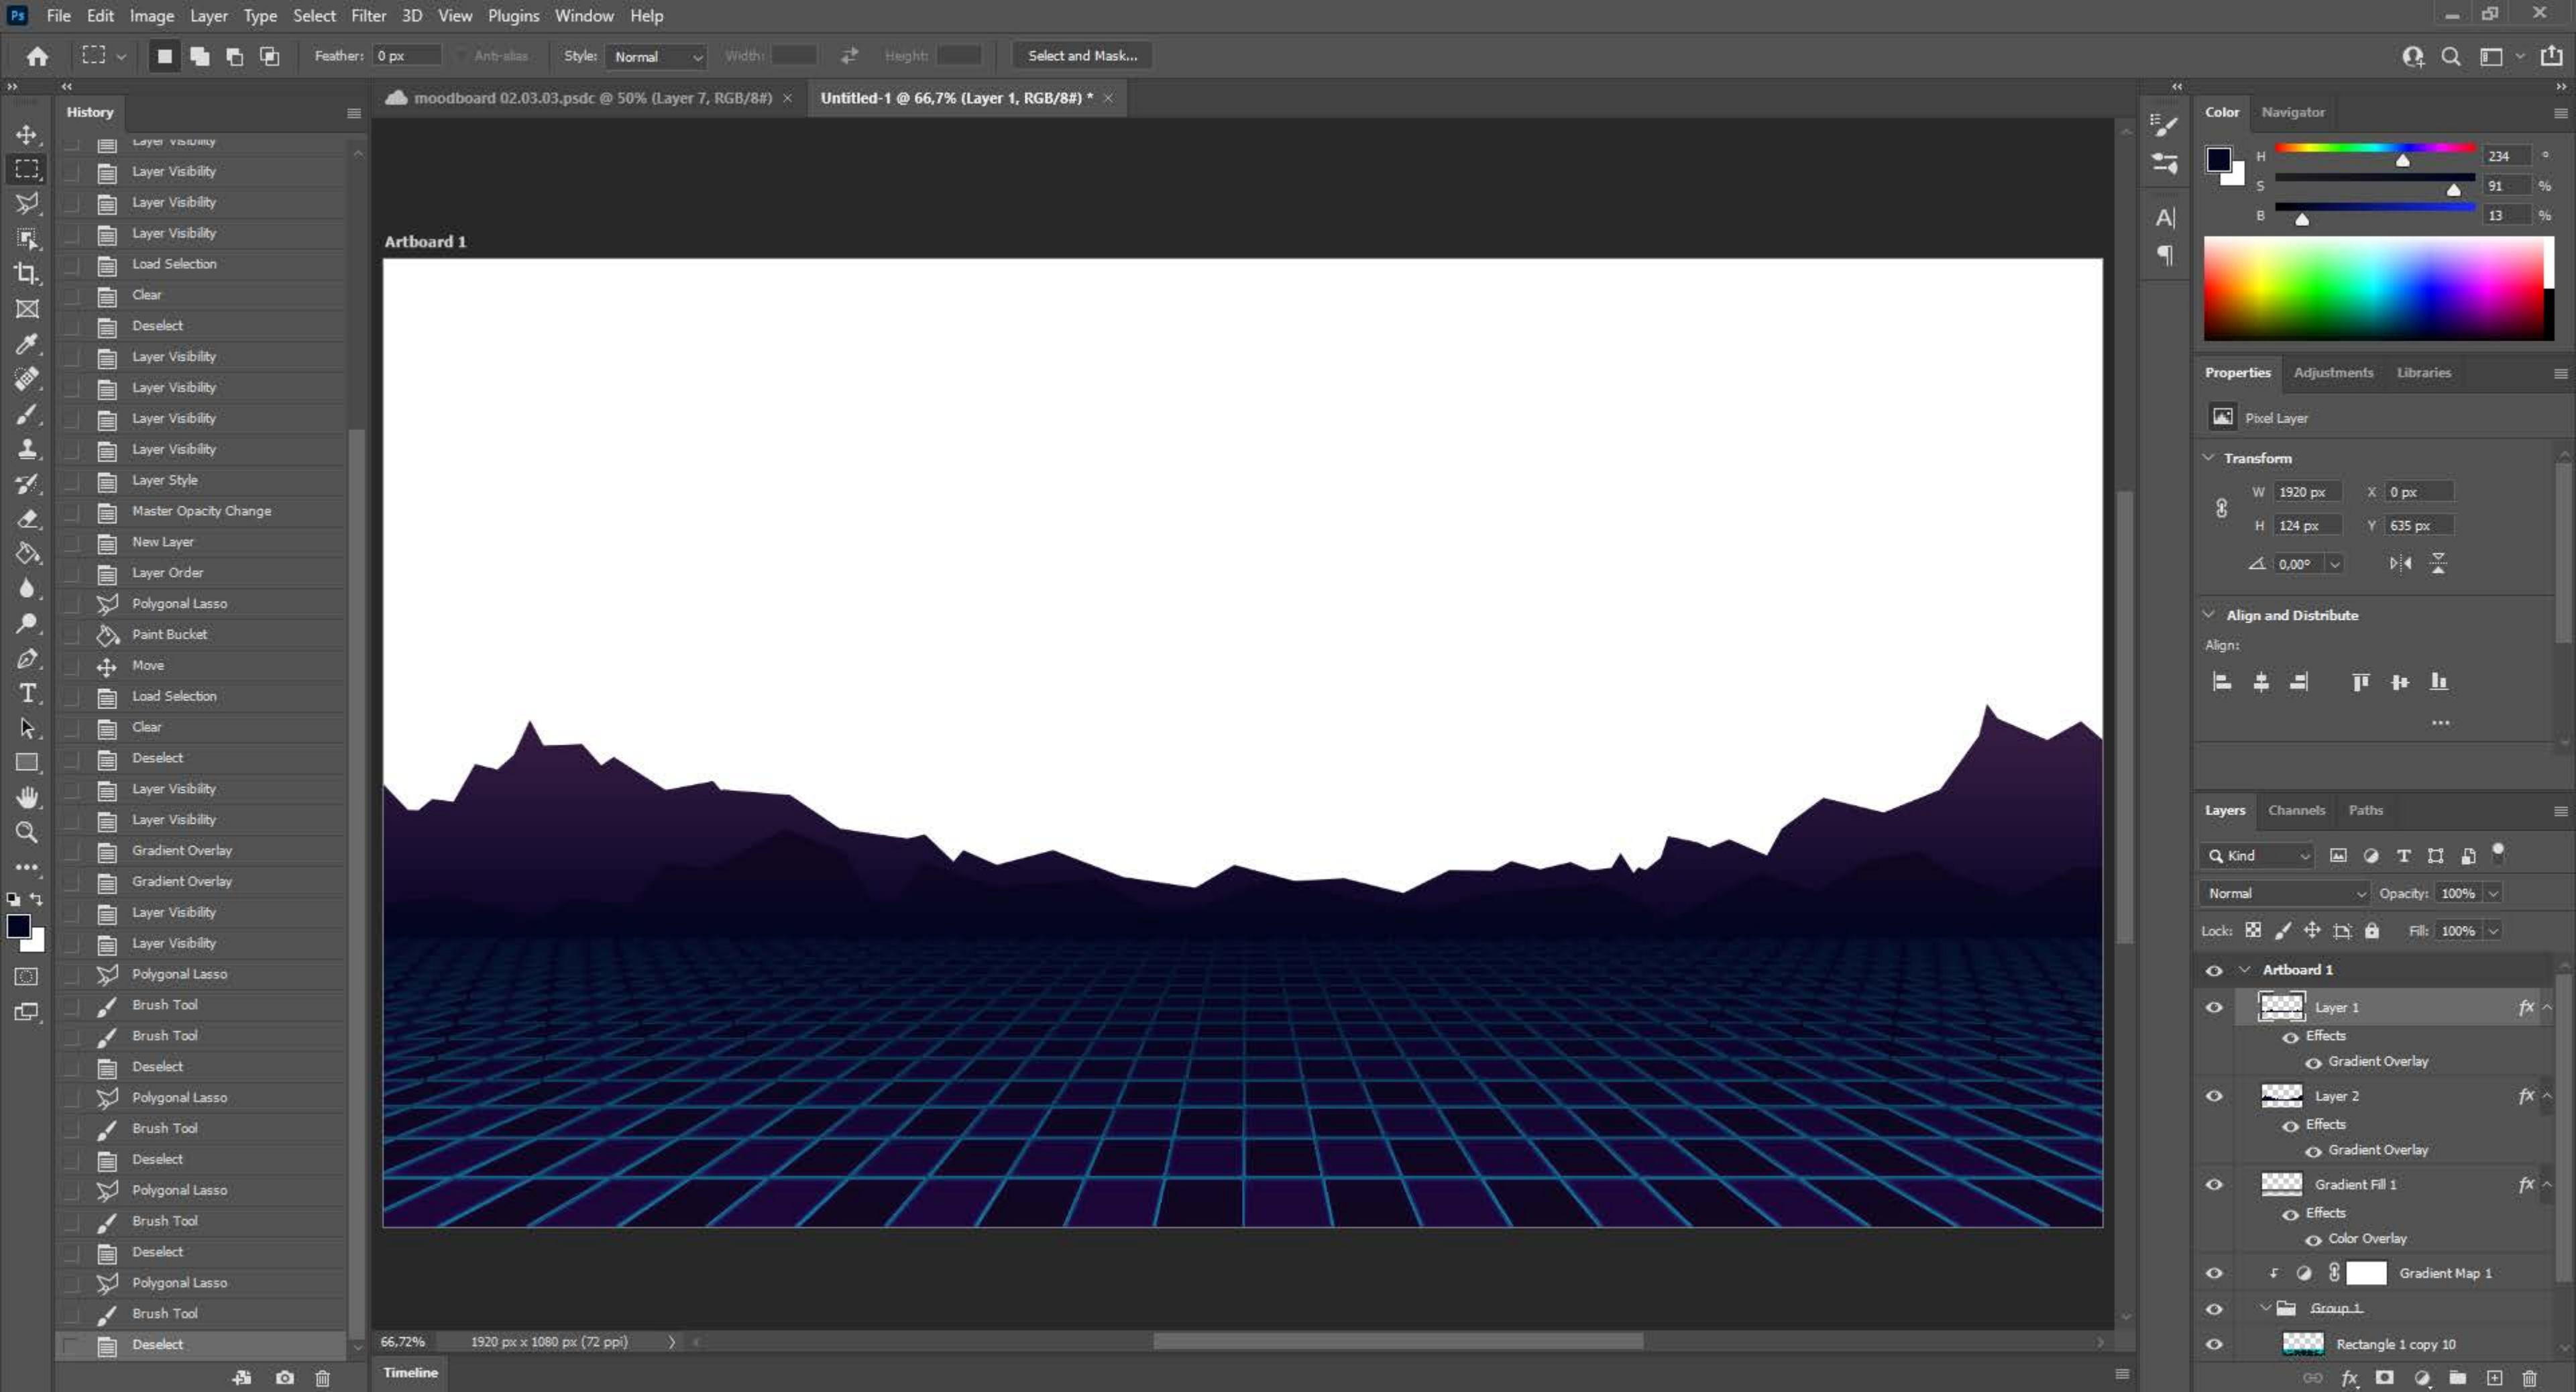 Ps File Edit Image Layer Type Select Filter 3D View Plugins Window Help
Feather: 0 px Anti-alias Style: Normal Width: Height: Select and Mask...
History
moodboard 02.03.03.psdc @ 50% (Layer 7, RGB/8#) × Untitled-1 @ 66,7% (Layer 1, RGB/8#) * ×
Layer Visibility
Layer Visibility
Layer Visibility
Layer Visibility
Load Selection
Clear
Deselect
Layer Visibility
Layer Visibility
Layer Visibility
Layer Visibility
Layer Style
Master Opacity Change
New Layer
Layer Order
Polygonal Lasso
Paint Bucket
Move
Load Selection
Clear
Deselect
Layer Visibility
Layer Visibility
Gradient Overlay
Gradient Overlay
Layer Visibility
Layer Visibility
Polygonal Lasso
Brush Tool
Brush Tool
Deselect
Polygonal Lasso
Brush Tool
Deselect
Polygonal Lasso
Brush Tool
Deselect
Polygonal Lasso
Brush Tool
Deselect
Artboard 1
66,72% 1920 px x 1080 px (72 ppi)
Timeline
Color Navigator
H 234 °
S 91 %
B 13 %
Properties Adjustments Libraries
Pixel Layer
Transform
W 1920 px X 0 px
H 124 px Y 635 px
0,00°
Align and Distribute
Align:
Layers Channels Paths
Kind
Normal Opacity: 100%
Lock: Fill: 100%
Artboard 1
Layer 1 fx
Effects
Gradient Overlay
Layer 2 fx
Effects
Gradient Overlay
Gradient Fill 1 fx
Effects
Color Overlay
Gradient Map 1
Group 1
Rectangle 1 copy 10
fx